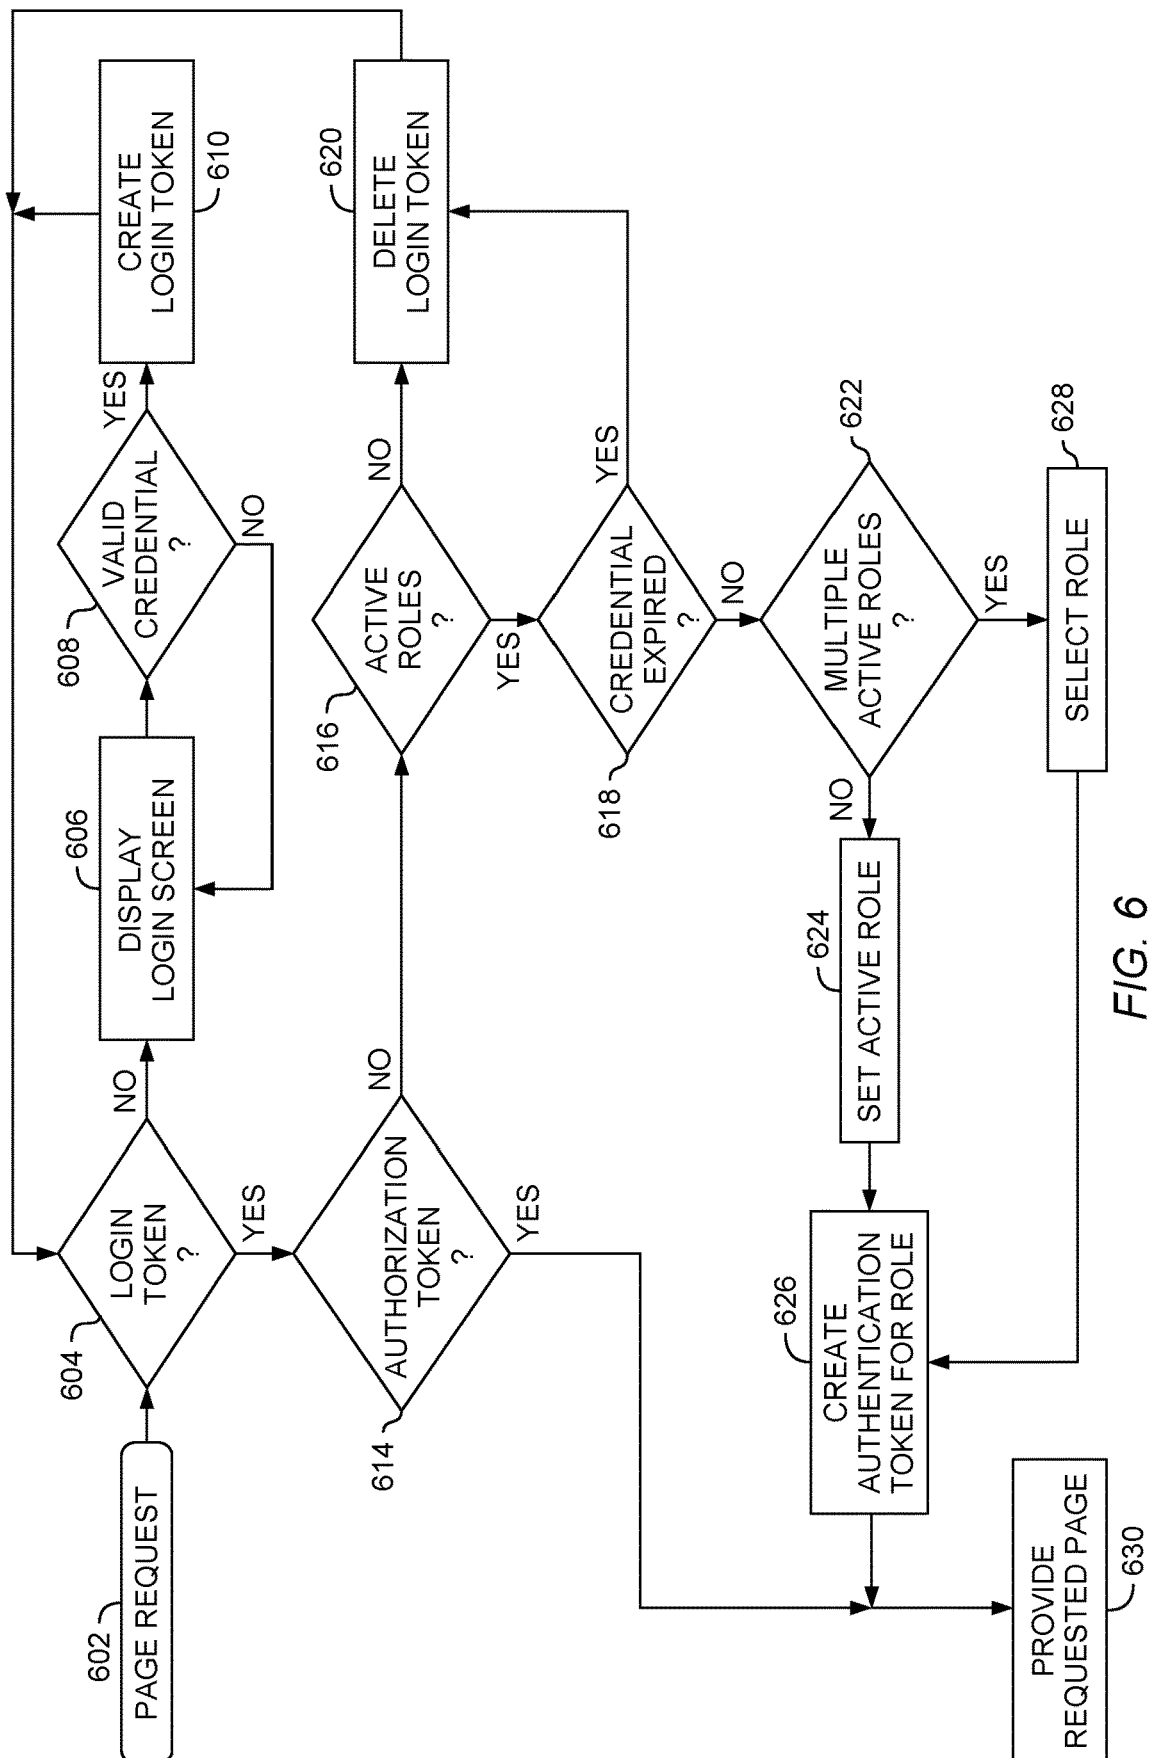 602
PAGE REQUEST
604
LOGIN
TOKEN
?
NO
YES
606
DISPLAY
LOGIN SCREEN
608
VALID
CREDENTIAL
?
YES
NO
CREATE
LOGIN TOKEN
610
614
AUTHORIZATION
TOKEN
?
NO
YES
616
ACTIVE
ROLES
?
NO
YES
620
DELETE
LOGIN TOKEN
618
CREDENTIAL
EXPIRED
?
YES
NO
622
MULTIPLE
ACTIVE ROLES
?
NO
YES
624
SET ACTIVE ROLE
626
CREATE
AUTHENTICATION
TOKEN FOR ROLE
628
SELECT ROLE
PROVIDE
REQUESTED PAGE
630
FIG. 6